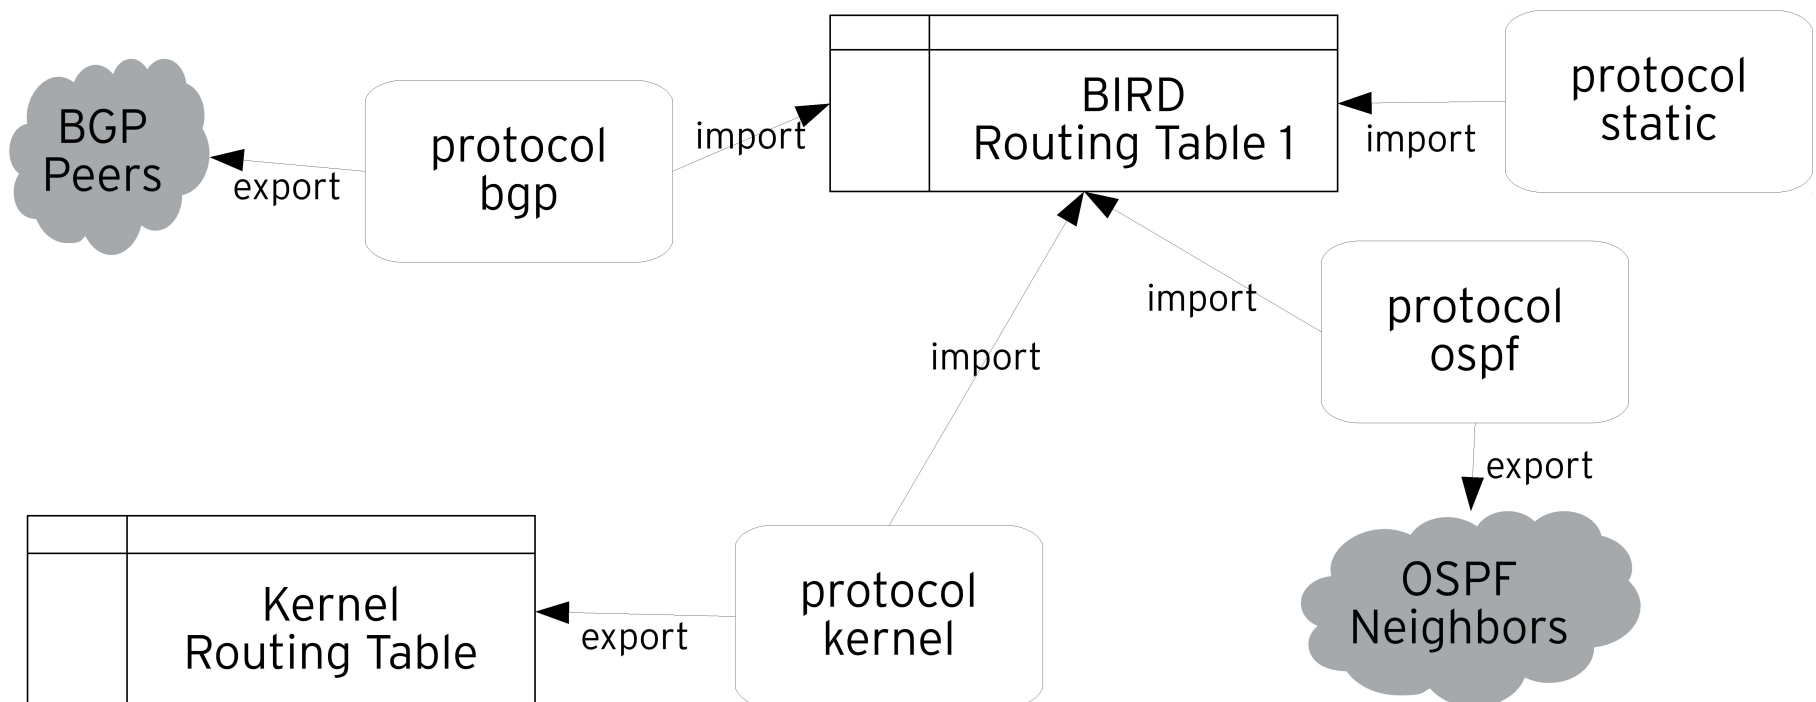 BGP
Peers
export
protocol
bgp
import
BIRD
Routing Table 1
import
protocol
static
import
import
protocol
ospf
export
OSPF
Neighbors
Kernel
Routing Table
export
protocol
kernel